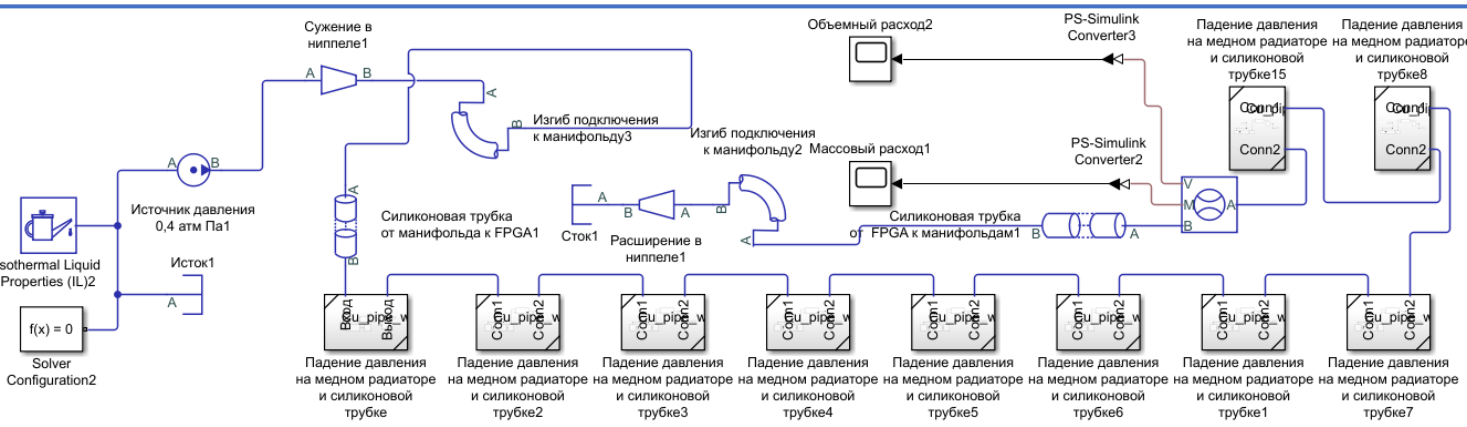 Сужение в
ниппеле1
Объемный расход2
PS-Simulink
Converter3
Падение давления
на медном радиаторе
и силиконовой
трубке15
Падение давления
на медном радиаторе
и силиконовой
трубке8
A
B
A
B
Изгиб подключения
к манифольду3
Изгиб подключения
к манифольду2
Массовый расход1
PS-Simulink
Converter2
Conn1
Conn2
Conn1
Conn2
A
B
Источник давления
0,4 атм Па1
Isothermal Liquid
Properties (IL)2
Исток1
A
f(x) = 0
Solver
Configuration2
A
B
Силиконовая трубка
от манифольда к FPGA1
A
B
Сток1
A
Расширение в
ниппеле1
B
A
Силиконовая трубка
от FPGA к манифольдам1
B
A
V
M
B
A
Вход
Выход
Conn1
Conn2
Conn1
Conn2
Conn1
Conn2
Conn1
Conn2
Conn1
Conn2
Conn1
Conn2
Conn1
Conn2
Падение давления
на медном радиаторе
и силиконовой
трубке
Падение давления
на медном радиаторе
и силиконовой
трубке2
Падение давления
на медном радиаторе
и силиконовой
трубке3
Падение давления
на медном радиаторе
и силиконовой
трубке4
Падение давления
на медном радиаторе
и силиконовой
трубке5
Падение давления
на медном радиаторе
и силиконовой
трубке6
Падение давления
на медном радиаторе
и силиконовой
трубке1
Падение давления
на медном радиаторе
и силиконовой
трубке7